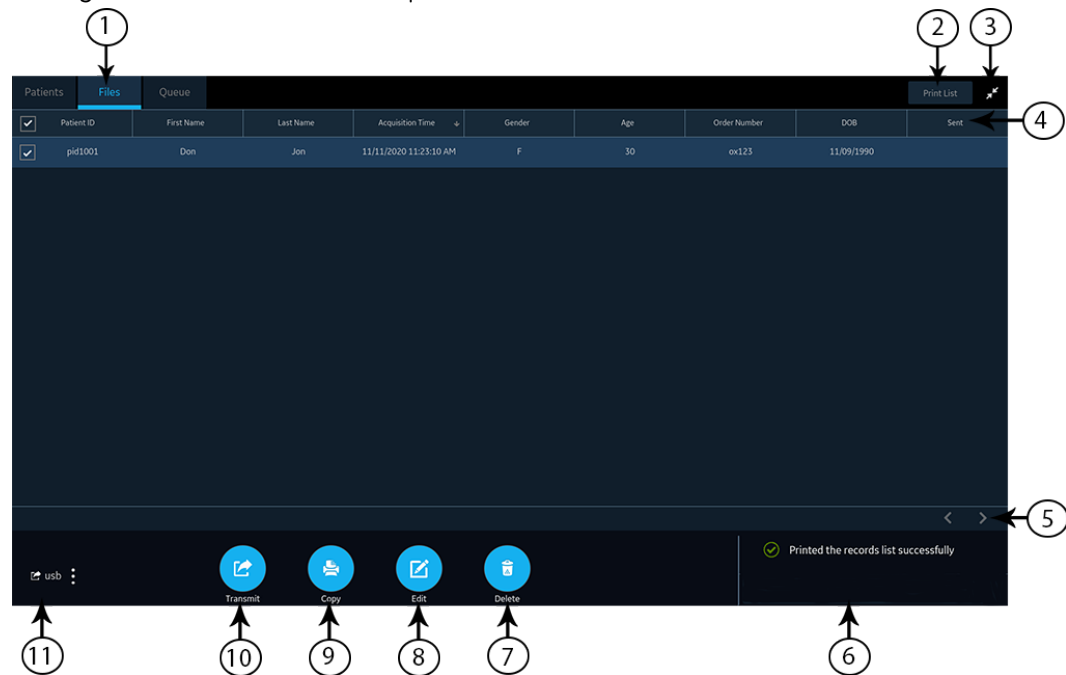 1
2
3
Patients Files Queue Print List
Patient ID First Name Last Name Acquisition Time Gender Age Order Number DOB Sent
4
pid1001 Don Jon 11/11/2020 11:23:10 AM F 30 ox123 11/09/1990
5
Printed the records list successfully
usb
Transmit Copy Edit Delete
11
10
9
8
7
6